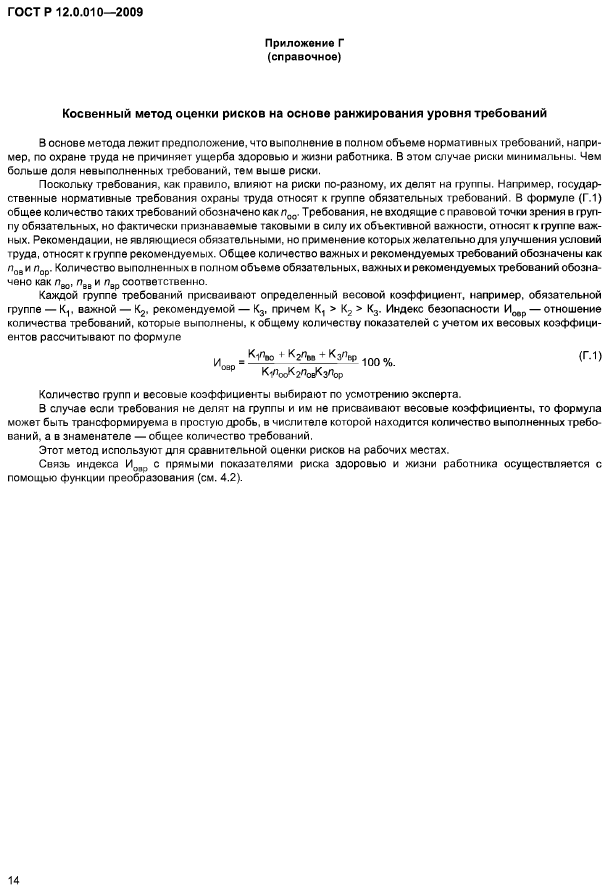 ГОСТ Р 12.0.010—2009
Приложение Г
(справочное)
Косвенный метод оценки рисков на основе ранжирования уровня требований
В основе метода лежит предположение, что выполнение в полном объеме нормативных требований, напри-
мер, по охране труда не причиняет ущерба здоровью и жизни работника. В этом случае риски минимальны. Чем
больше доля невыполненных требований, тем выше риски.
Поскольку требования, как правило, влияют на риски по-разному, их делят на группы. Например, государ-
ственные нормативные требования охраны труда относят к группе обязательных требований. В формуле (Г.1)
общее количество таких требований обозначено как nоо. Требования, не входящие с правовой точки зрения в груп-
пу обязательных, но фактически признаваемые таковыми в силу их объективной важности, относят к группе важ-
ных. Рекомендации, не являющиеся обязательными, но применение которых желательно для улучшения условий
труда, относят к группе рекомендуемых. Общее количество важных и рекомендуемых требований обозначены как
nов и nор. Количество выполненных в полном объеме обязательных, важных и рекомендуемых требований обозна-
чено как nво, nвв и nвр соответственно.
Каждой группе требований присваивают определенный весовой коэффициент, например, обязательной
группе — К1, важной — К2, рекомендуемой — К3, причем К1 > К2 > К3. Индекс безопасности Иовр — отношение
количества требований, которые выполнены, к общему количеству показателей с учетом их весовых коэффици-
ентов рассчитывают по формуле
Иовр = (К1nво + К2nвв + К3nвр) / (К1nооК2nовК3nор) 100 %. (Г.1)
Количество групп и весовые коэффициенты выбирают по усмотрению эксперта.
В случае если требования не делят на группы и им не присваивают весовые коэффициенты, то формула
может быть трансформируема в простую дробь, в числителе которой находится количество выполненных требо-
ваний, а в знаменателе — общее количество требований.
Этот метод используют для сравнительной оценки рисков на рабочих местах.
Связь индекса Иовр с прямыми показателями риска здоровью и жизни работника осуществляется с
помощью функции преобразования (см. 4.2).
14